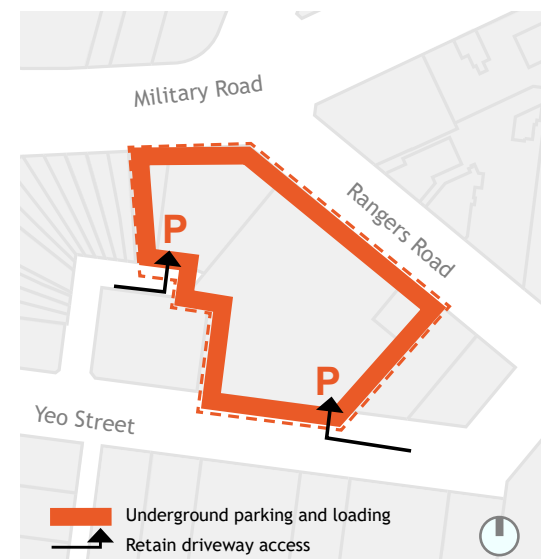 Military Road
Rangers Road
P
P
Yeo Street
Underground parking and loading
Retain driveway access